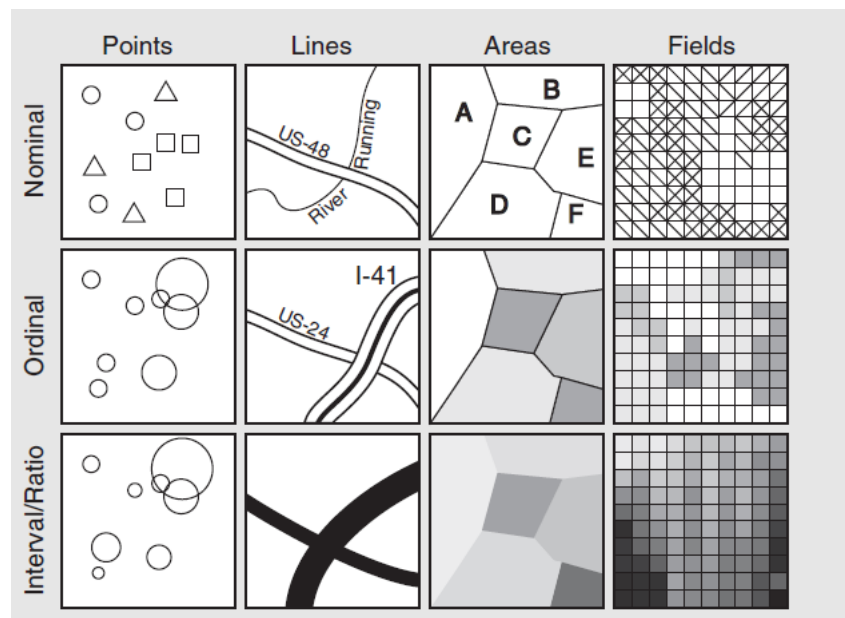 Points Lines Areas Fields
Nominal
US-48
Running
River
A
B
C
D
E
F
Ordinal
I-41
US-24
Interval/Ratio